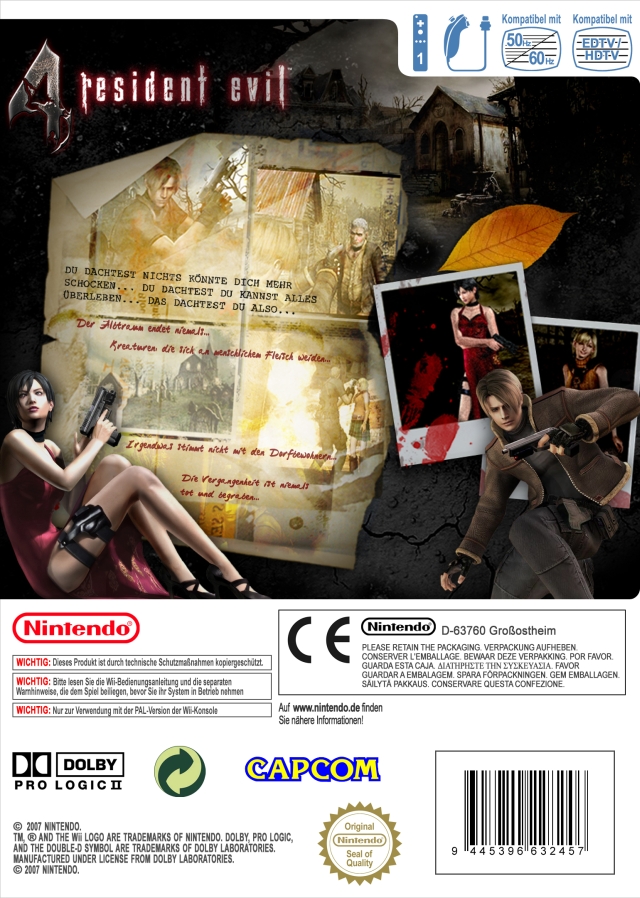 Kompatibel mit
Kompatibel mit
50Hz
60Hz
EDTV/
HDTV
1
4 resident evil
DU DACHTEST NICHTS KÖNNTE DICH MEHR
SCHOCKEN... DU DACHTEST DU KANNST ALLES
ÜBERLEBEN... DAS DACHTEST DU ALSO...
Der Albtraum endet niemals...
Kreaturen, die sich an menschlichem Fleisch weiden...
Irgendwas stimmt nicht mit den Dorfbewohnern...
Die Vergangenheit ist niemals
tot und begraben...
Nintendo
WICHTIG: Dieses Produkt ist durch technische Schutzmaßnahmen kopiergeschützt.
WICHTIG: Bitte lesen Sie die Wii-Bedienungsanleitung und die separaten
Warnhinweise, die dem Spiel beiliegen, bevor Sie ihr System in Betrieb nehmen
WICHTIG: Nur zur Verwendung mit der PAL-Version der Wii-Konsole
CE
Nintendo D-63760 Großostheim
PLEASE RETAIN THE PACKAGING. VERPACKUNG AUFHEBEN.
CONSERVER L'EMBALLAGE. BEWAAR DEZE VERPAKKING. POR FAVOR.
GUARDA ESTA CAJA. ΔΙΑΤΗΡΗΣΤΕ ΤΗΝ ΣΥΣΚΕΥΑΣΙΑ. FAVOR
GUARDAR A EMBALAGEM. SPARA FÖRPACKNINGEN. GEM EMBALLAGEN.
SÄILYTÄ PAKKAUS. CONSERVARE QUESTA CONFEZIONE.
Auf www.nintendo.de finden
Sie nähere Informationen!
DOLBY
PRO LOGIC II
CAPCOM
© 2007 NINTENDO.
TM, ® AND THE Wii LOGO ARE TRADEMARKS OF NINTENDO. DOLBY, PRO LOGIC,
AND THE DOUBLE-D SYMBOL ARE TRADEMARKS OF DOLBY LABORATORIES.
MANUFACTURED UNDER LICENSE FROM DOLBY LABORATORIES.
© 2007 NINTENDO.
Original
Nintendo
Seal of
Quality
9 445396 632457